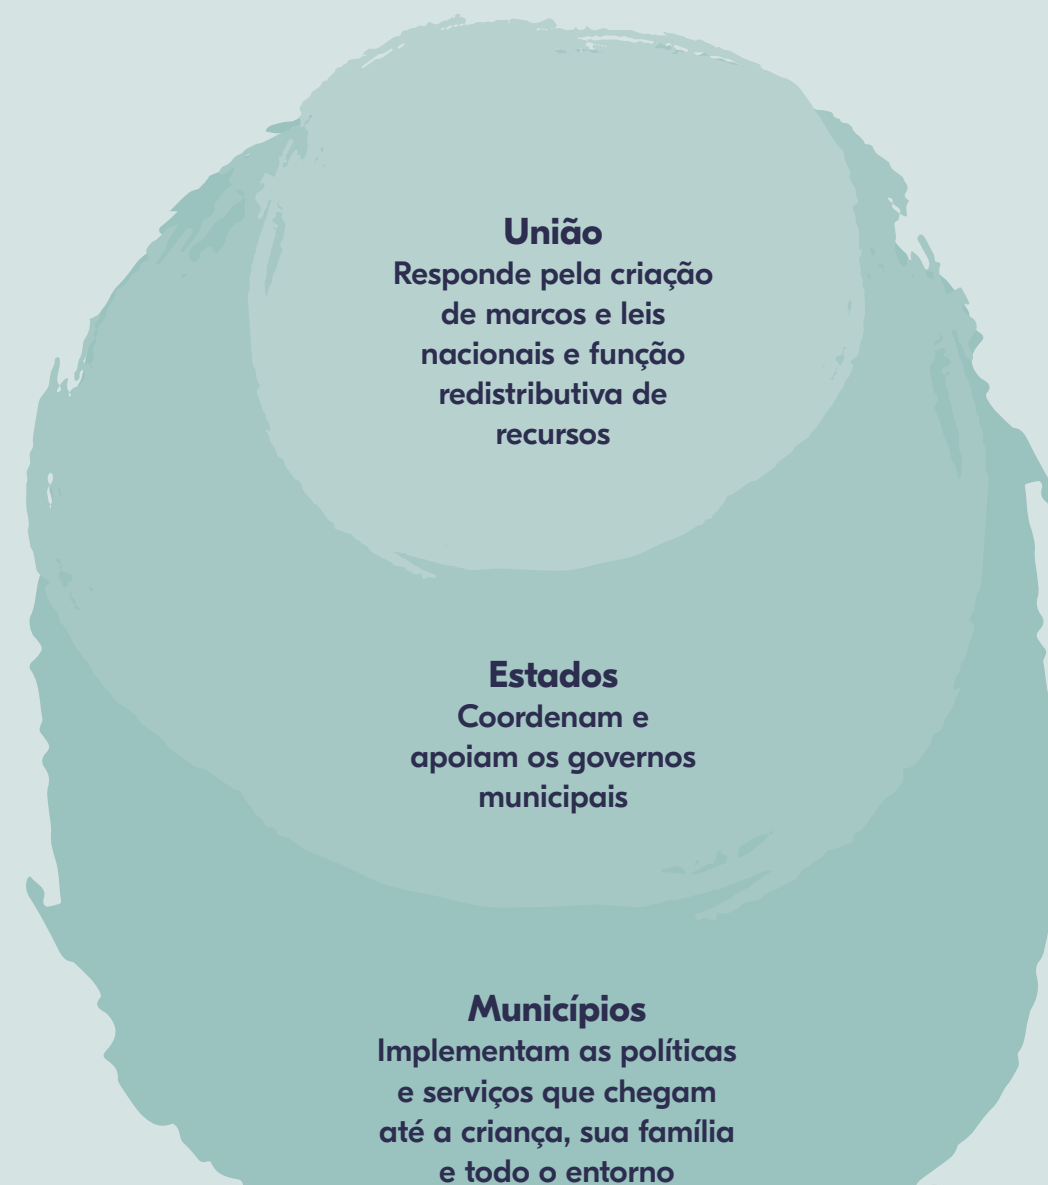 União
Responde pela criação
de marcos e leis
nacionais e função
redistributiva de
recursos
Estados
Coordenam e
apoiam os governos
municipais
Municípios
Implementam as políticas
e serviços que chegam
até a criança, sua família
e todo o entorno